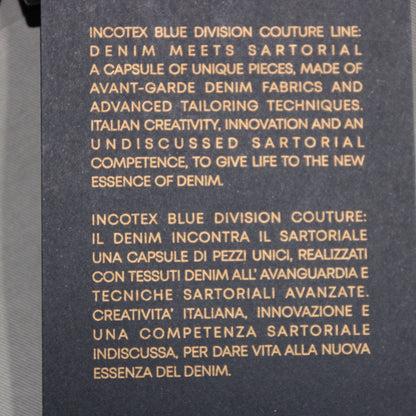 INCOTEX BLUE DIVISION COUTURE LINE:
DENIM MEETS SARTORIAL
A CAPSULE OF UNIQUE PIECES, MADE OF
AVANT-GARDE DENIM FABRICS AND
ADVANCED TAILORING TECHNIQUES.
ITALIAN CREATIVITY, INNOVATION AND AN
UNDISCUSSED SARTORIAL
COMPETENCE, TO GIVE LIFE TO THE NEW
ESSENCE OF DENIM.
INCOTEX BLUE DIVISION COUTURE:
IL DENIM INCONTRA IL SARTORIALE
UNA CAPSULE DI PEZZI UNICI, REALIZZATI
CON TESSUTI DENIM ALL' AVANGUARDIA E
TECNICHE SARTORIALI AVANZATE.
CREATIVITA' ITALIANA, INNOVAZIONE E
UNA COMPETENZA SARTORIALE
INDISCUSSA, PER DARE VITA ALLA NUOVA
ESSENZA DEL DENIM.